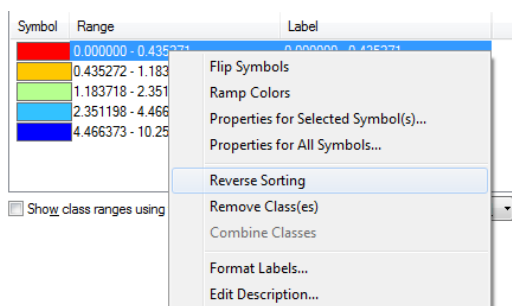 Symbol Range Label
0.000000 - 0.435271 0.000000 - 0.435271
0.435272 - 1.183
1.183718 - 2.351
2.351198 - 4.466
4.466373 - 10.25
Flip Symbols
Ramp Colors
Properties for Selected Symbol(s)...
Properties for All Symbols...
Reverse Sorting
Remove Class(es)
Combine Classes
Format Labels...
Edit Description...
Show class ranges using